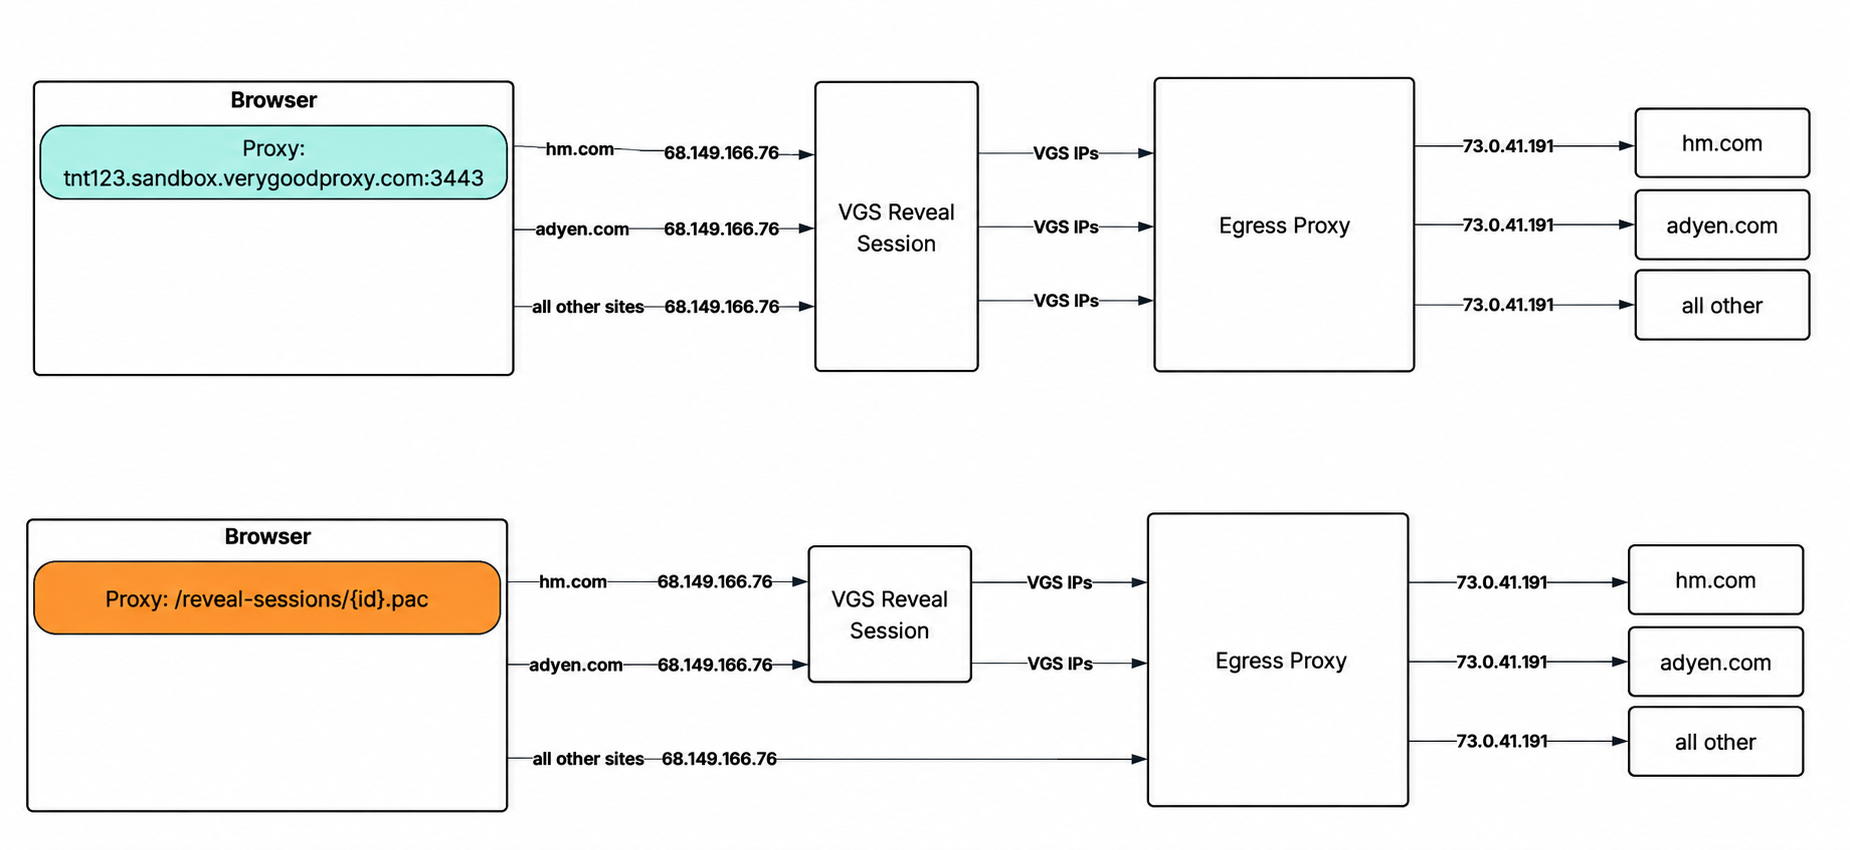 Browser
Proxy:
tnt123.sandbox.verygoodproxy.com:3443
hm.com
68.149.166.76
adyen.com
68.149.166.76
all other sites
68.149.166.76
VGS Reveal
Session
VGS IPs
VGS IPs
VGS IPs
Egress Proxy
73.0.41.191
73.0.41.191
73.0.41.191
hm.com
adyen.com
all other
Browser
Proxy: /reveal-sessions/{id}.pac
hm.com
68.149.166.76
adyen.com
68.149.166.76
all other sites
68.149.166.76
VGS Reveal
Session
VGS IPs
VGS IPs
Egress Proxy
73.0.41.191
73.0.41.191
73.0.41.191
hm.com
adyen.com
all other